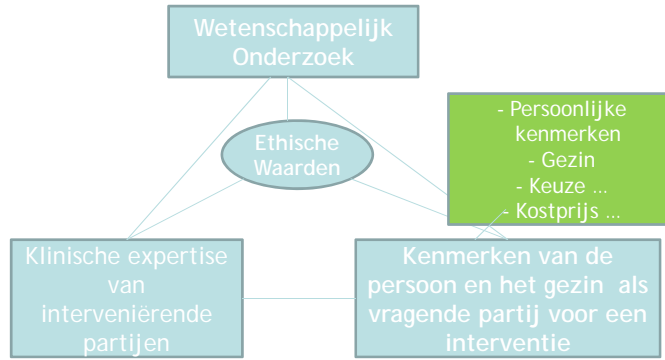 Wetenschappelijk
Onderzoek
Ethische
Waarden
- Persoonlijke
kenmerken
- Gezin
- Keuze ...
- Kostprijs ...
Klinische expertise
van
interveniërende
partijen
Kenmerken van de
persoon en het gezin als
vragende partij voor een
interventie